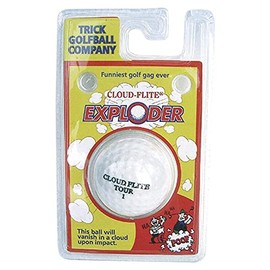 TRICK
GOLFBALL
COMPANY
Funniest golf gag ever
CLOUD-FLITE®
EXPLODER
CLOUD FLITE
TOUR
1
This ball will
vanish in a cloud
upon impact.
POOF!